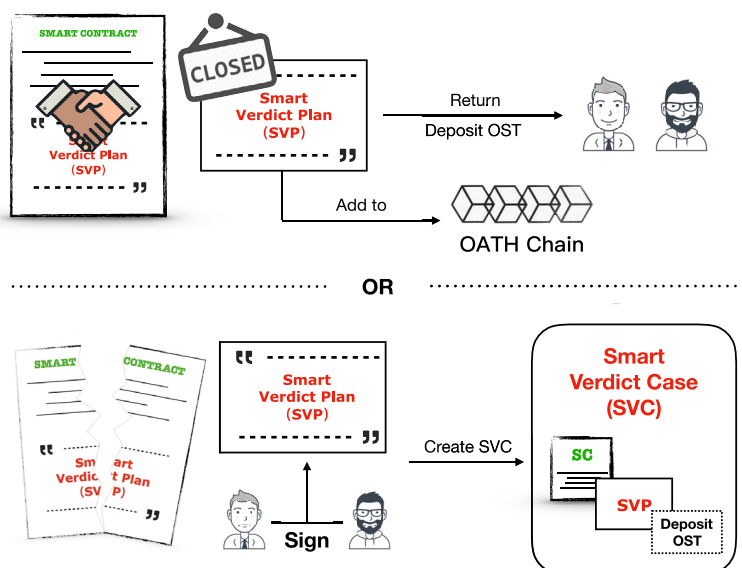 SMART CONTRACT
“
Verdict Plan
(SVP)
”
CLOSED
Smart
Verdict Plan
(SVP)
”
Return
Deposit OST
Add to
OATH Chain
OR
SMART CONTRACT
“
Smart
Verdict Plan
(SVP)
”
“
Smart
Verdict Plan
(SVP)
”
Sign
Create SVC
Smart
Verdict Case
(SVC)
SC
SVP
Deposit
OST